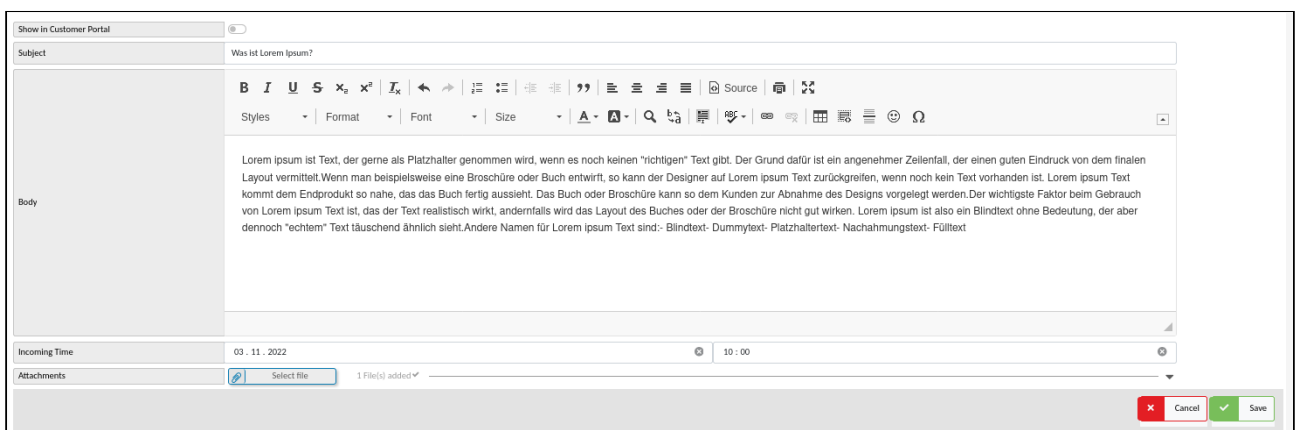 Show in Customer Portal
Subject
Was ist Lorem Ipsum?
B I U S x₂ x² Iₓ Source
Styles Format Font Size A A ABC Ω
Body
Lorem ipsum ist Text, der gerne als Platzhalter genommen wird, wenn es noch keinen "richtigen" Text gibt. Der Grund dafür ist ein angenehmer Zeilenfall, der einen guten Eindruck von dem finalen
Layout vermittelt.Wenn man beispielsweise eine Broschüre oder Buch entwirft, so kann der Designer auf Lorem ipsum Text zurückgreifen, wenn noch kein Text vorhanden ist. Lorem ipsum Text
kommt dem Endprodukt so nahe, das das Buch fertig aussieht. Das Buch oder Broschüre kann so dem Kunden zur Abnahme des Designs vorgelegt werden.Der wichtigste Faktor beim Gebrauch
von Lorem ipsum Text ist, das der Text realistisch wirkt, andernfalls wird das Layout des Buches oder der Broschüre nicht gut wirken. Lorem ipsum ist also ein Blindtext ohne Bedeutung, der aber
dennoch "echtem" Text täuschend ähnlich sieht.Andere Namen für Lorem ipsum Text sind:- Blindtext- Dummytext- Platzhaltertext- Nachahmungstext- Fülltext
Incoming Time
03 . 11 . 2022
10 : 00
Attachments
Select file
1 File(s) added
Cancel
Save